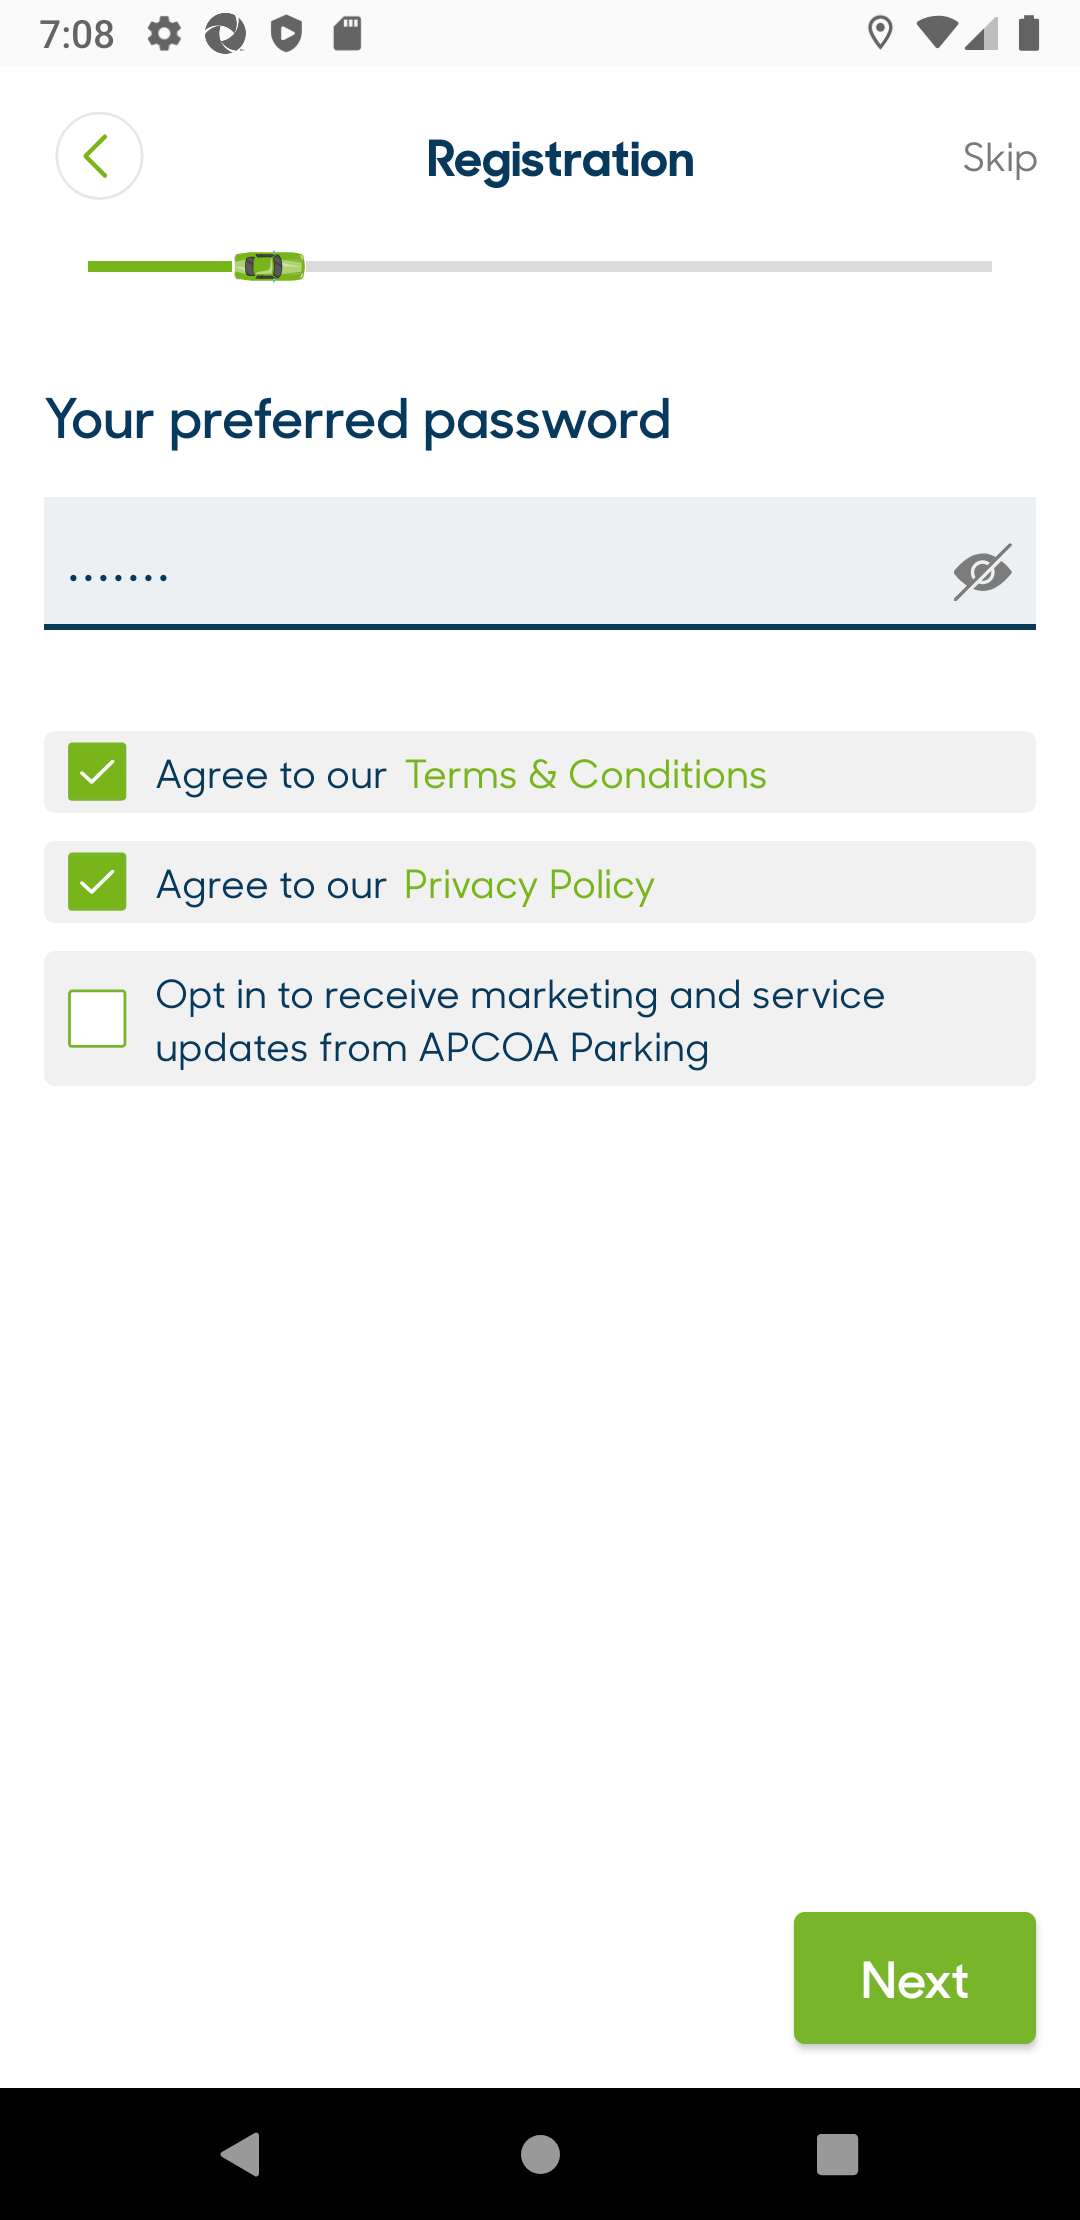 7:08
Registration
Skip
Your preferred password
•••••••
Agree to our Terms & Conditions
Agree to our Privacy Policy
Opt in to receive marketing and service
updates from APCOA Parking
Next